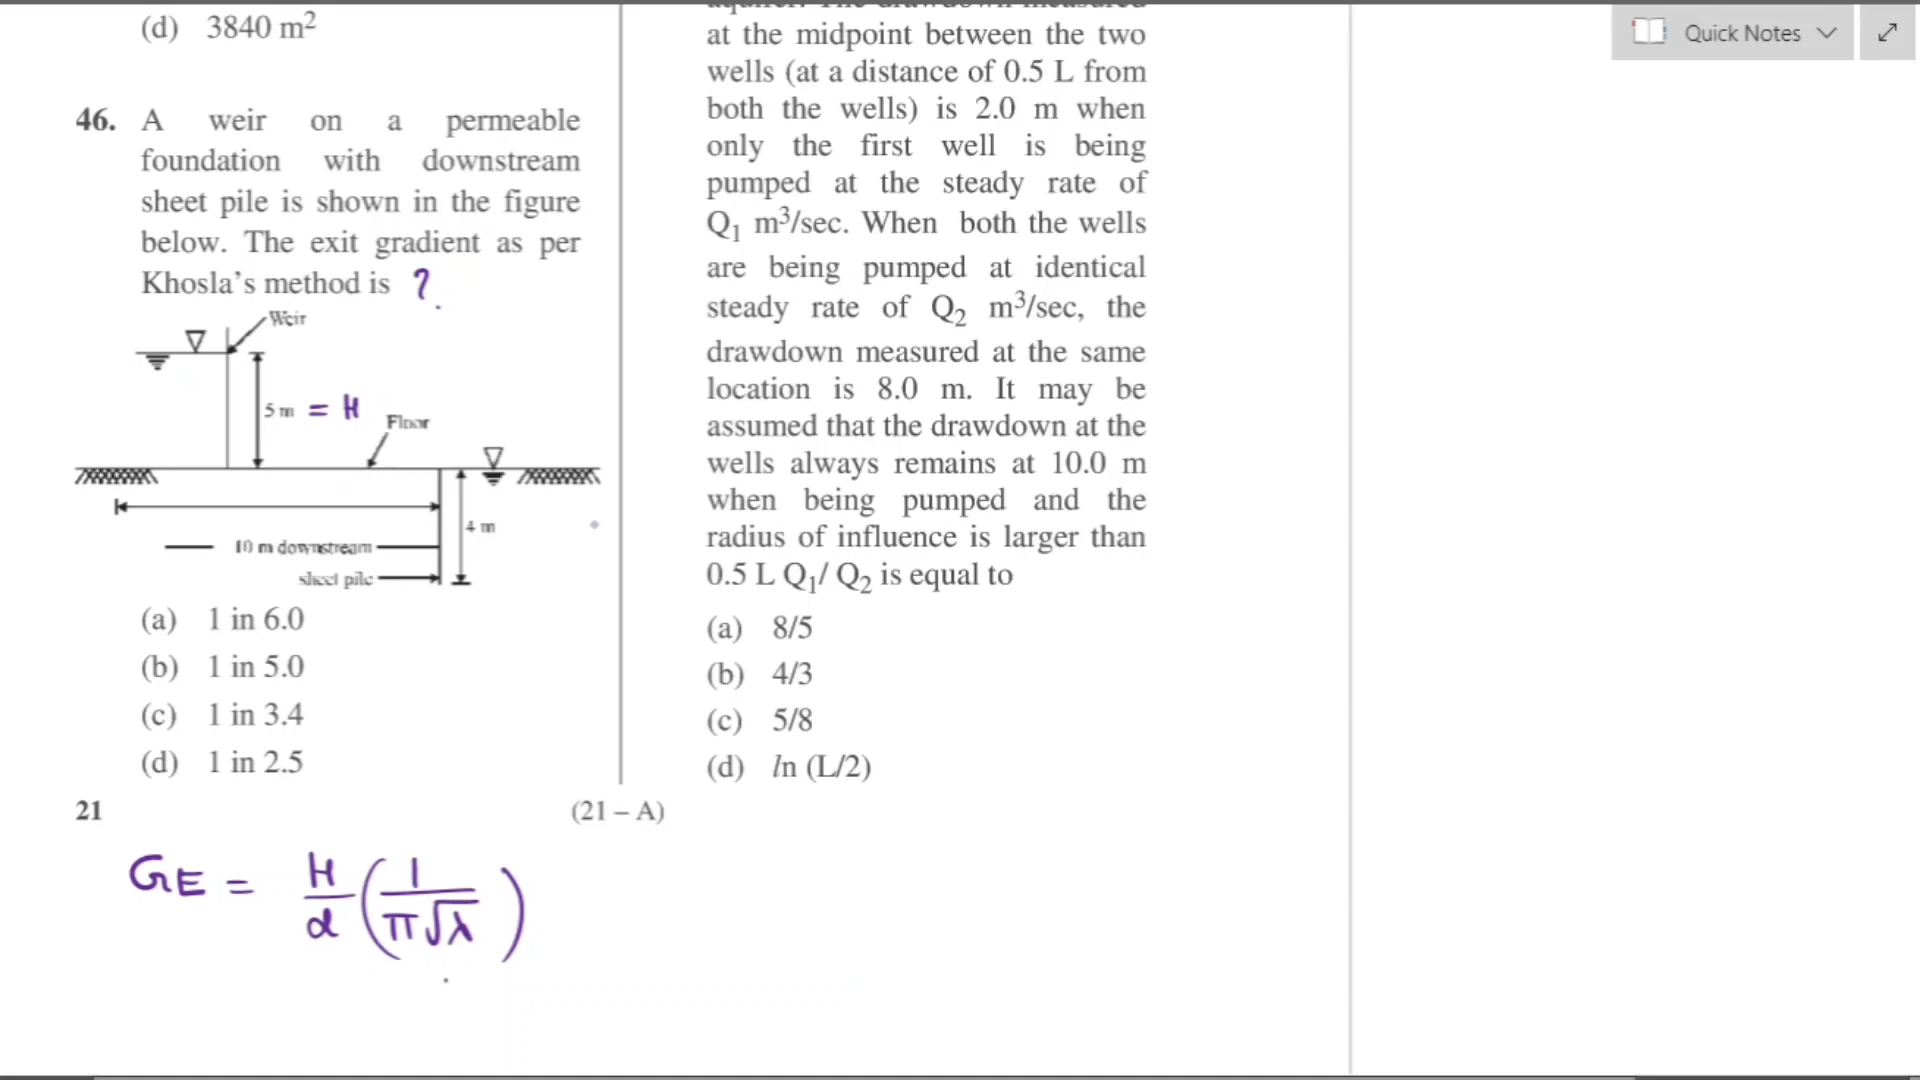 (d) 3840 m²
46. A weir on a permeable
foundation with downstream
sheet pile is shown in the figure
below. The exit gradient as per
Khosla's method is ?
Weir
5 m = H
Floor
4 m
10 m downstream
sheet pile
(a) 1 in 6.0
(b) 1 in 5.0
(c) 1 in 3.4
(d) 1 in 2.5
21
(21 – A)
at the midpoint between the two
wells (at a distance of 0.5 L from
both the wells) is 2.0 m when
only the first well is being
pumped at the steady rate of
Q₁ m³/sec. When both the wells
are being pumped at identical
steady rate of Q₂ m³/sec, the
drawdown measured at the same
location is 8.0 m. It may be
assumed that the drawdown at the
wells always remains at 10.0 m
when being pumped and the
radius of influence is larger than
0.5 L Q₁/ Q₂ is equal to
(a) 8/5
(b) 4/3
(c) 5/8
(d) ln (L/2)
Quick Notes
GE = H/d (1/π√λ)